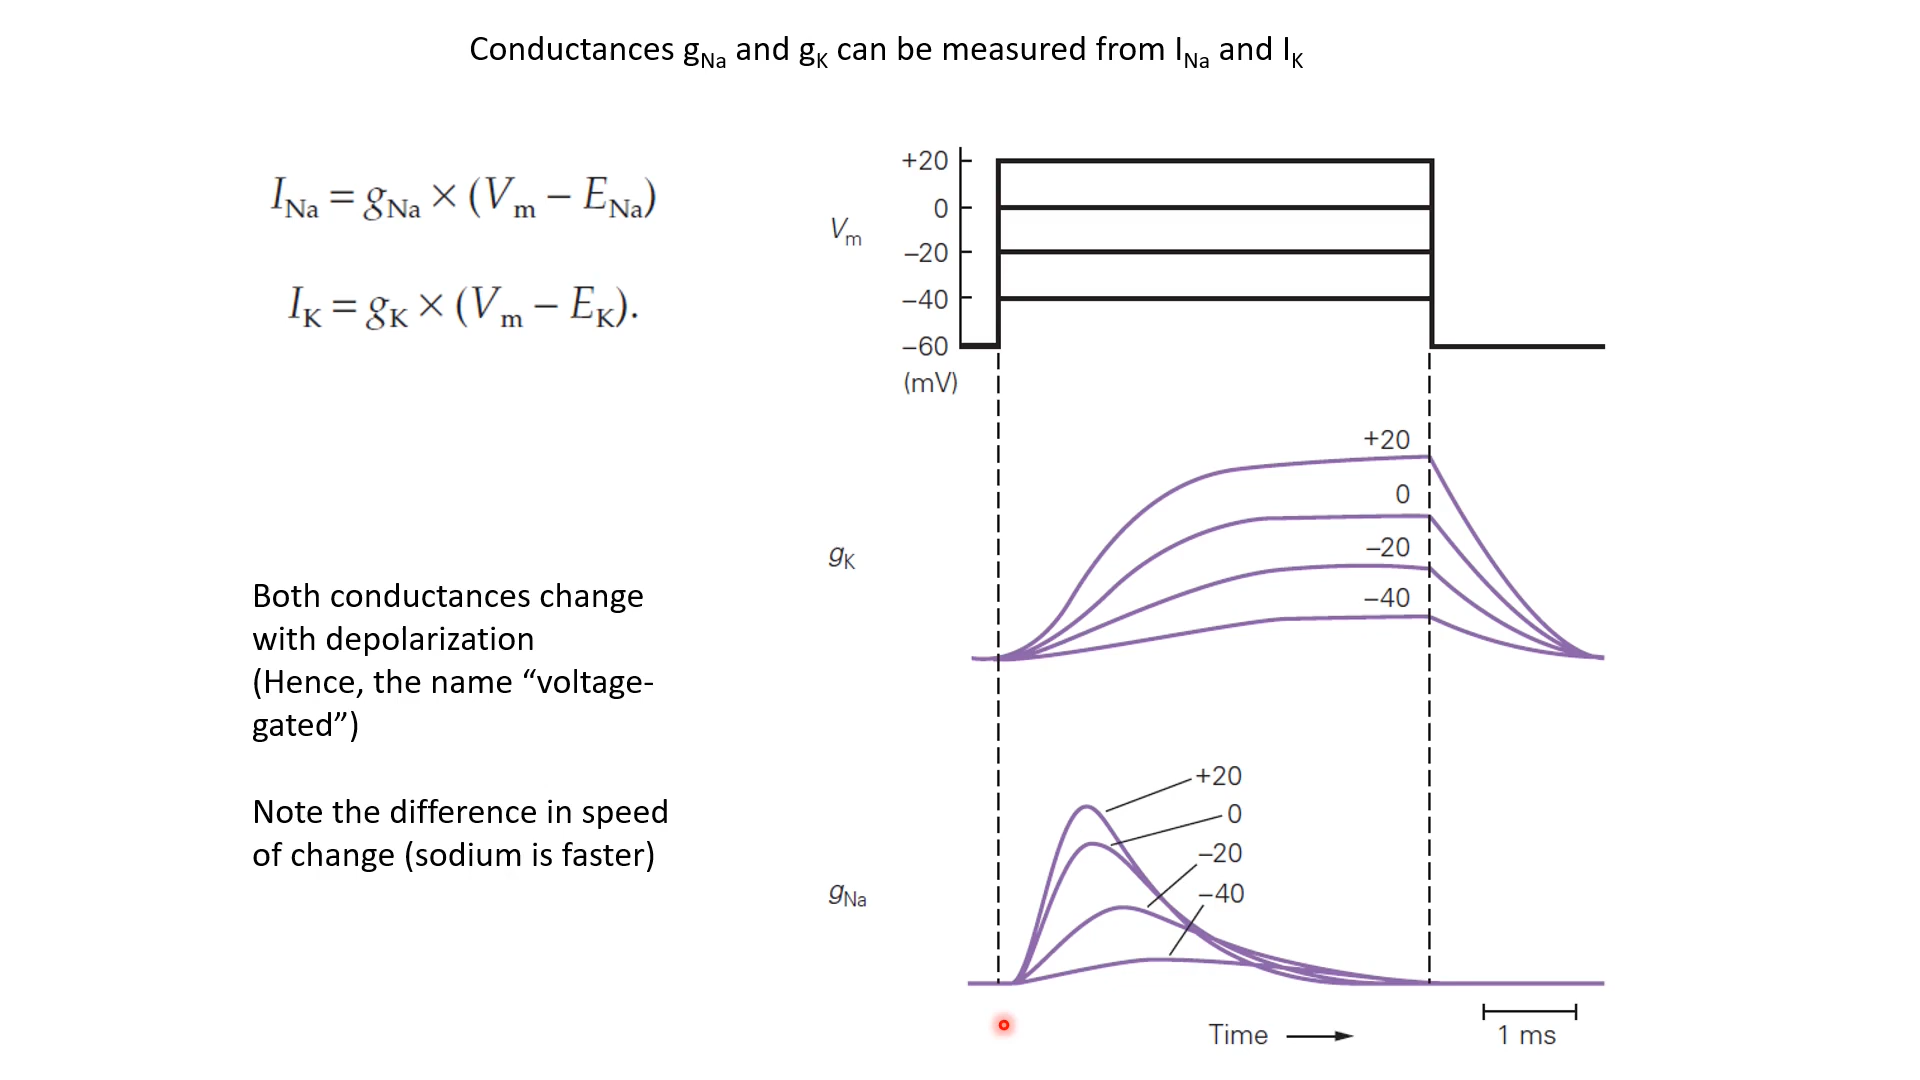 Conductances gNa and gK can be measured from INa and IK
INa = gNa × (Vm − ENa)
IK = gK × (Vm − EK).
Both conductances change
with depolarization
(Hence, the name “voltage-
gated”)
Note the difference in speed
of change (sodium is faster)
+20
0
Vm
−20
−40
−60
(mV)
+20
0
−20
gK
−40
+20
0
−20
−40
gNa
Time
1 ms